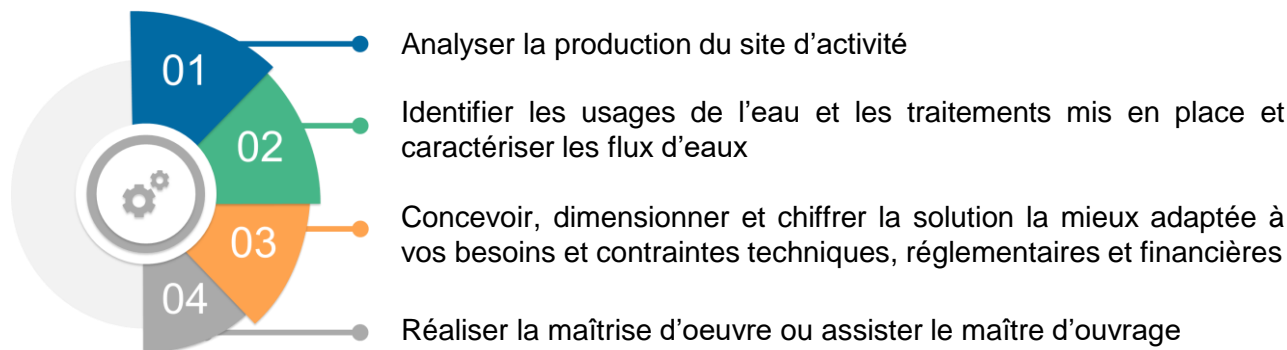 01
Analyser la production du site d’activité
02
Identifier les usages de l’eau et les traitements mis en place et
caractériser les flux d’eaux
03
Concevoir, dimensionner et chiffrer la solution la mieux adaptée à
vos besoins et contraintes techniques, réglementaires et financières
04
Réaliser la maîtrise d’oeuvre ou assister le maître d’ouvrage